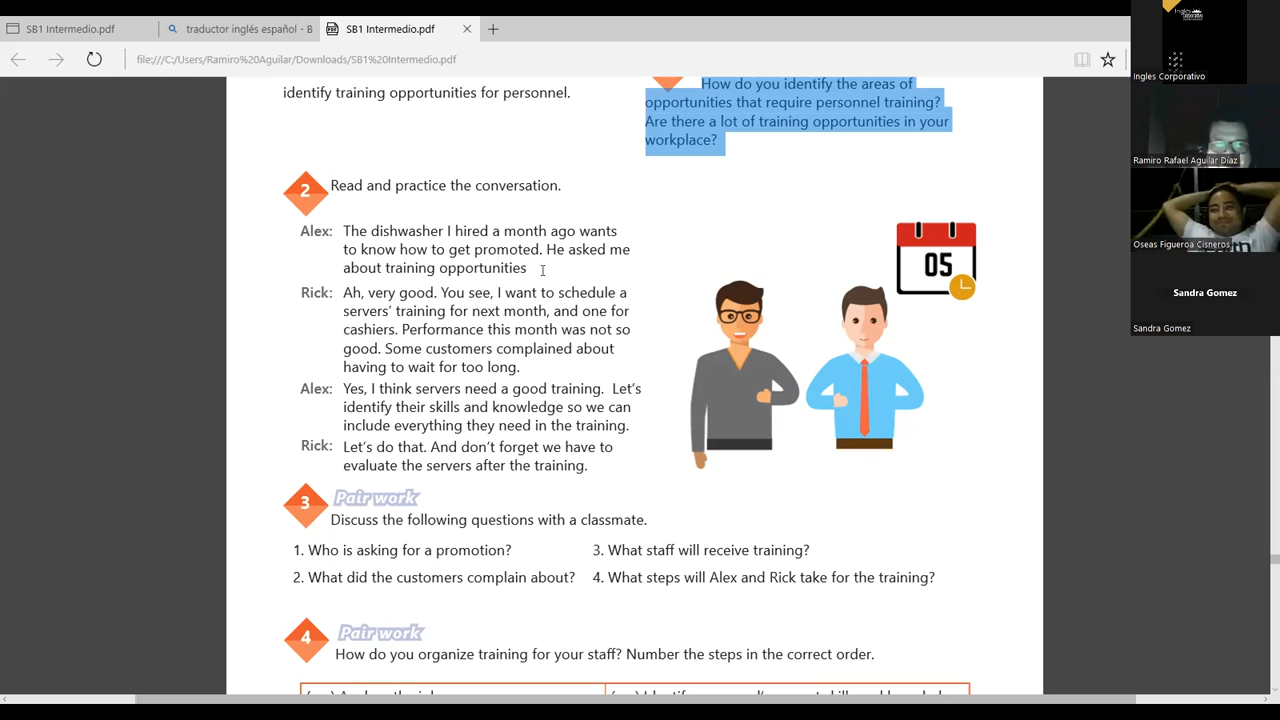 SB1 Intermedio.pdf
traductor inglés español - B
SB1 Intermedio.pdf
file:///C:/Users/Ramiro%20Aguilar/Downloads/SB1%20Intermedio.pdf
identify training opportunities for personnel.
How do you identify the areas of
opportunities that require personnel training?
Are there a lot of training opportunities in your
workplace?
2
Read and practice the conversation.
Alex: The dishwasher I hired a month ago wants
to know how to get promoted. He asked me
about training opportunities
Rick: Ah, very good. You see, I want to schedule a
servers' training for next month, and one for
cashiers. Performance this month was not so
good. Some customers complained about
having to wait for too long.
Alex: Yes, I think servers need a good training. Let's
identify their skills and knowledge so we can
include everything they need in the training.
Rick: Let's do that. And don't forget we have to
evaluate the servers after the training.
05
3
Pair work
Discuss the following questions with a classmate.
1. Who is asking for a promotion?
2. What did the customers complain about?
3. What staff will receive training?
4. What steps will Alex and Rick take for the training?
4
Pair work
How do you organize training for your staff? Number the steps in the correct order.
Ingles Corporativo
Ramiro Rafael Aguilar Díaz
Oseas Figueroa Cisneros
Sandra Gomez
Sandra Gomez